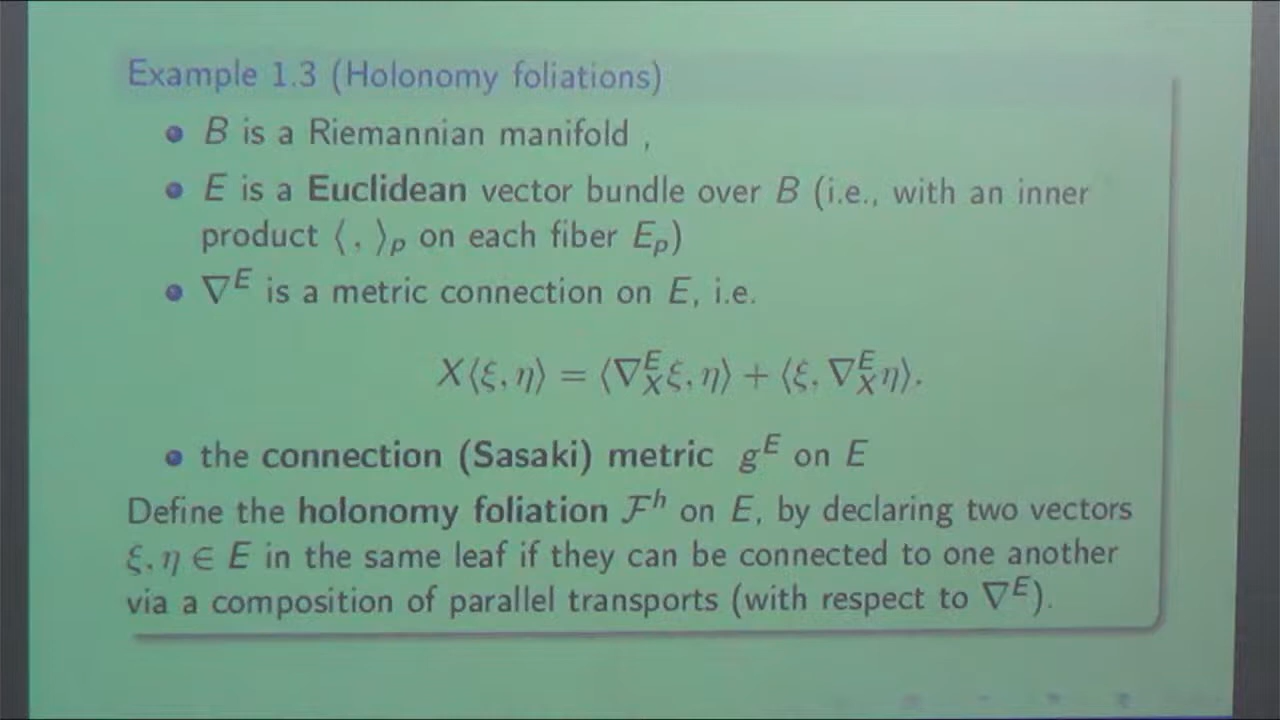 Example 1.3 (Holonomy foliations)
• B is a Riemannian manifold ,
• E is a Euclidean vector bundle over B (i.e., with an inner
product ⟨ , ⟩ₚ on each fiber Eₚ)
• ∇ᴱ is a metric connection on E, i.e.
X⟨ξ, η⟩ = ⟨∇ᴱ_X ξ, η⟩ + ⟨ξ, ∇ᴱ_X η⟩.
• the connection (Sasaki) metric gᴱ on E
Define the holonomy foliation 𝓕ʰ on E, by declaring two vectors
ξ, η ∈ E in the same leaf if they can be connected to one another
via a composition of parallel transports (with respect to ∇ᴱ).